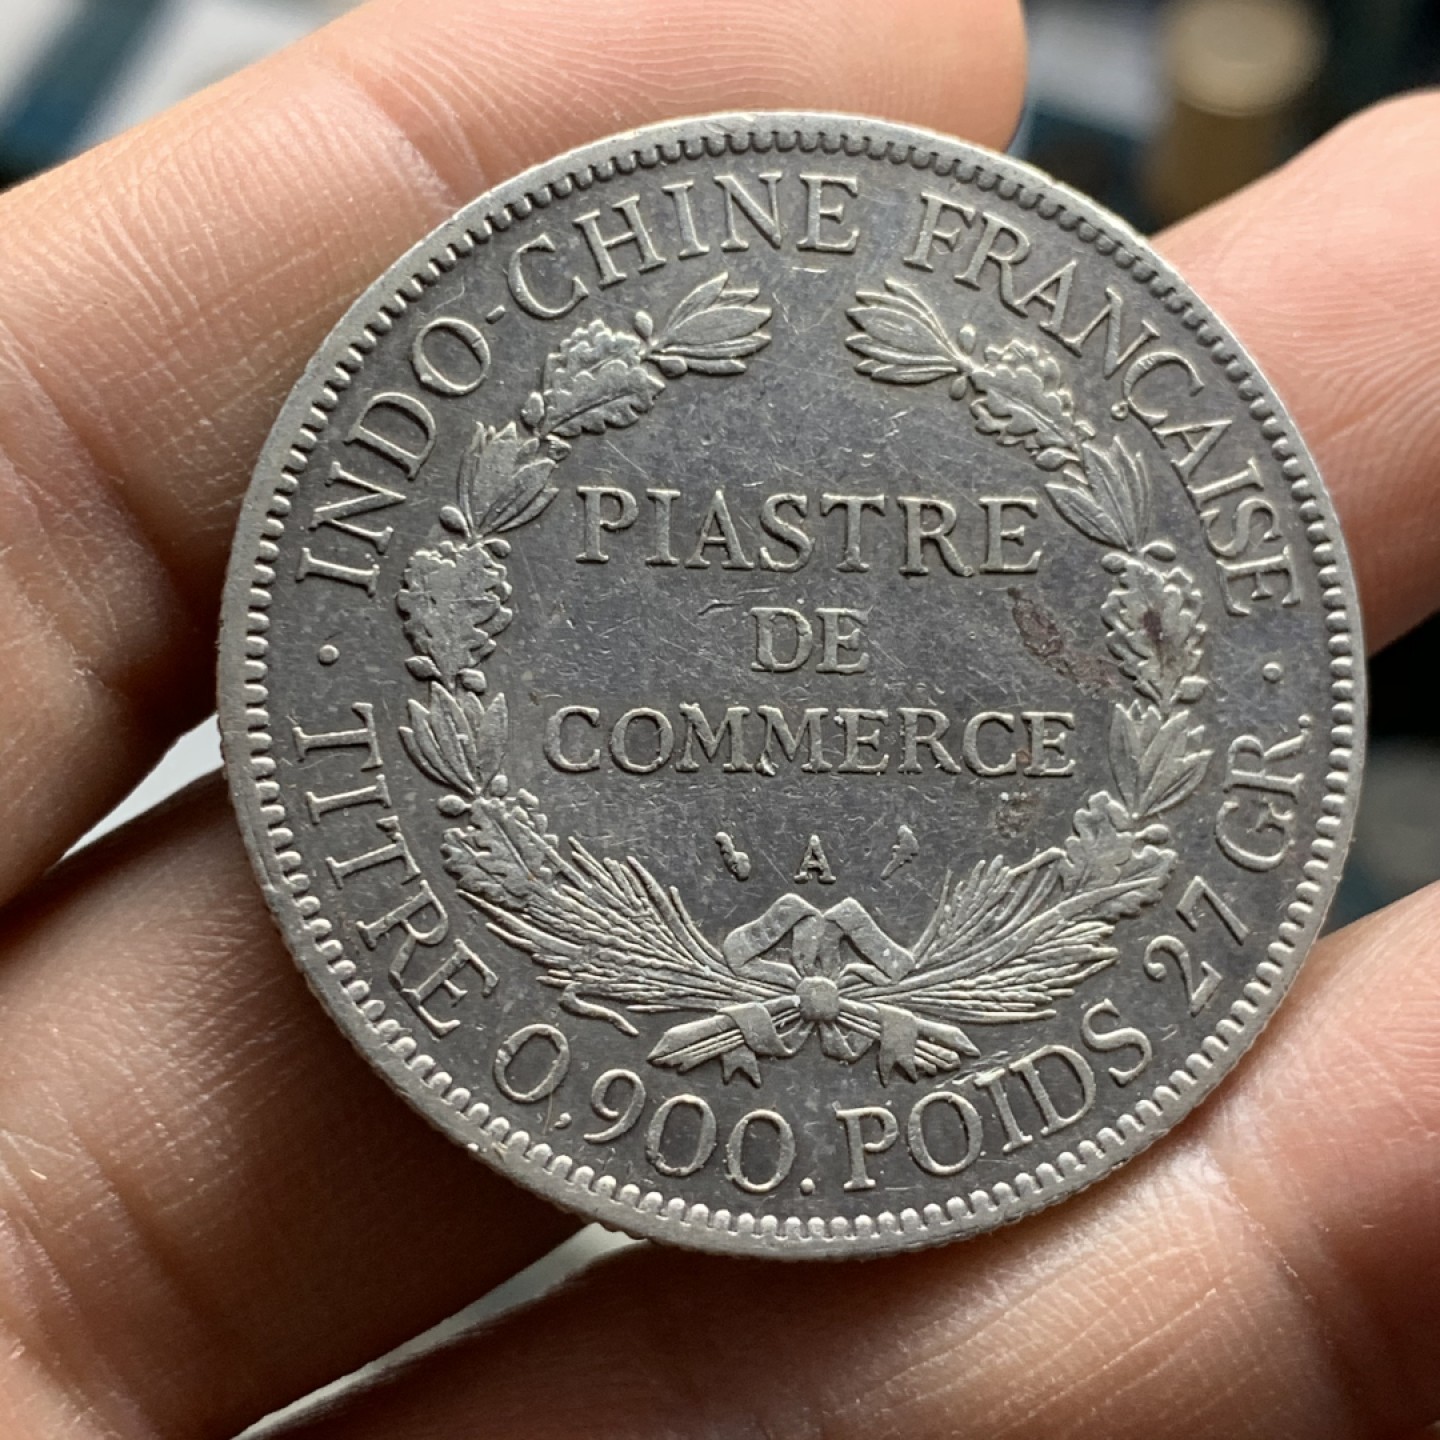 · INDO-CHINE FRANÇAISE ·
PIASTRE
DE
COMMERCE
A
TITRE 0,900. POIDS 27 GR.